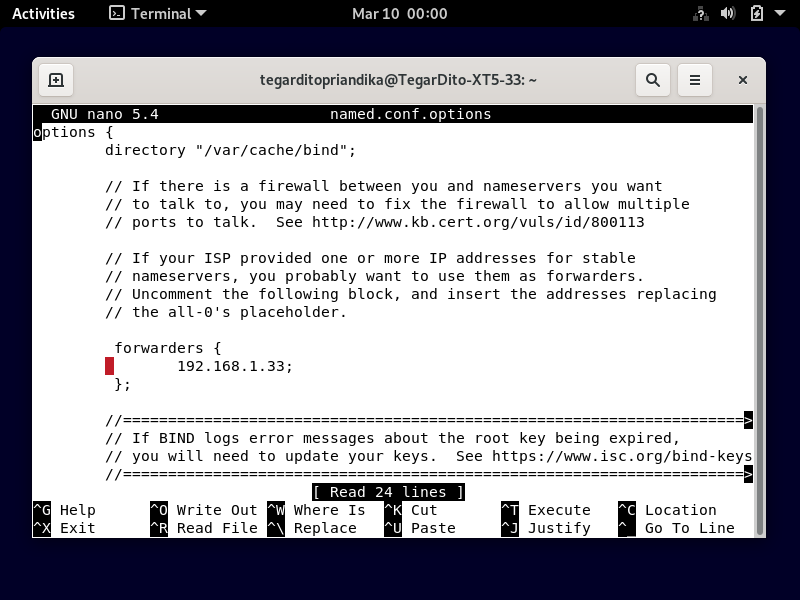 Activities Terminal Mar 10 00:00
tegarditopriandika@TegarDito-XT5-33: ~
GNU nano 5.4 named.conf.options
options {
        directory "/var/cache/bind";
        // If there is a firewall between you and nameservers you want
        // to talk to, you may need to fix the firewall to allow multiple
        // ports to talk.  See http://www.kb.cert.org/vuls/id/800113
        // If your ISP provided one or more IP addresses for stable
        // nameservers, you probably want to use them as forwarders.
        // Uncomment the following block, and insert the addresses replacing
        // the all-0's placeholder.
         forwarders {
                192.168.1.33;
         };
        //=====================================================================>
        // If BIND logs error messages about the root key being expired,
        // you will need to update your keys.  See https://www.isc.org/bind-keys
        //=====================================================================>
[ Read 24 lines ]
^G Help ^O Write Out ^W Where Is ^K Cut ^T Execute ^C Location
^X Exit ^R Read File ^\ Replace ^U Paste ^J Justify ^_ Go To Line